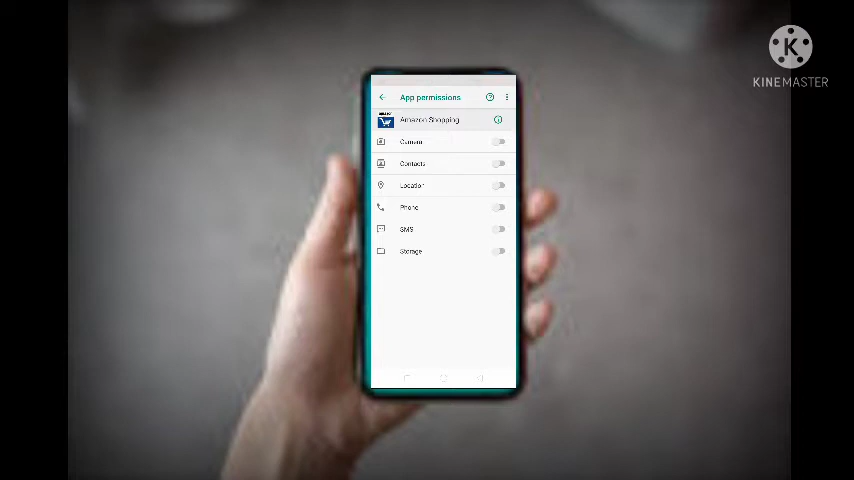 App permissions
Amazon Shopping
Camera
Contacts
Location
Phone
SMS
Storage
K
KINEMASTER